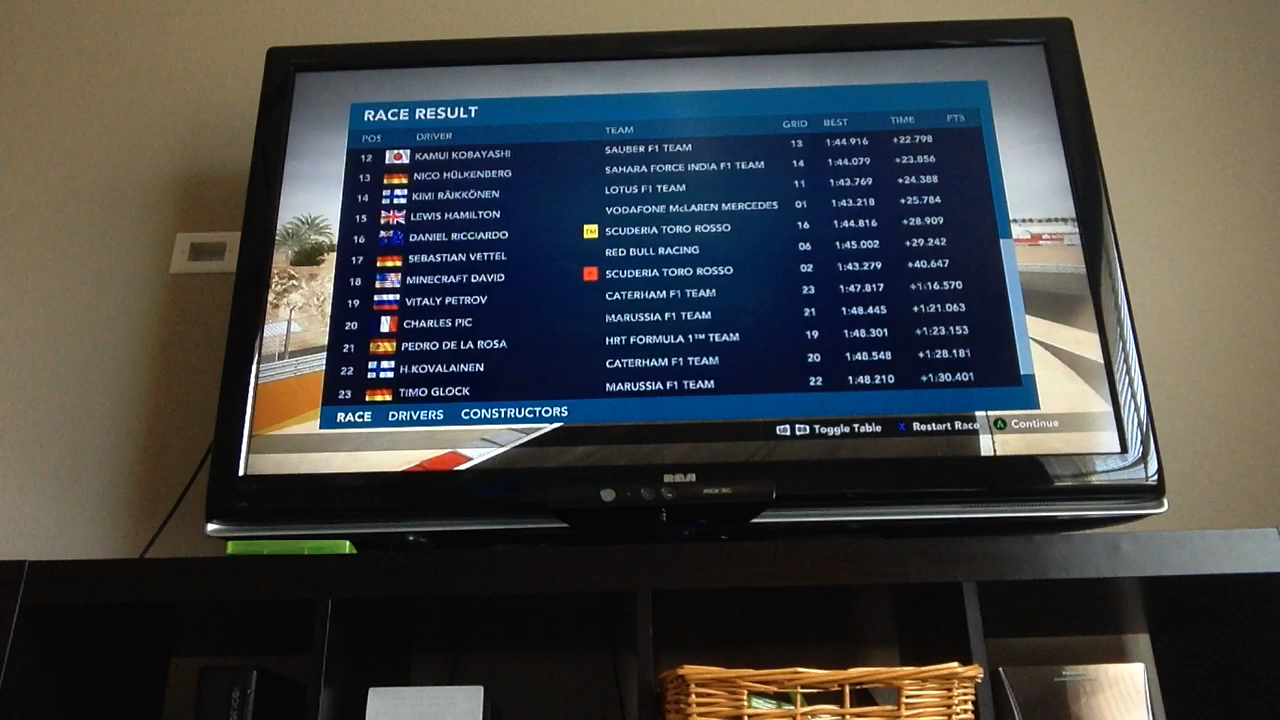 RACE RESULT
POS DRIVER TEAM GRID BEST TIME PTS
12 KAMUI KOBAYASHI SAUBER F1 TEAM 13 1:44.916 +22.798
13 NICO HÜLKENBERG SAHARA FORCE INDIA F1 TEAM 14 1:44.079 +23.856
14 KIMI RÄIKKÖNEN LOTUS F1 TEAM 11 1:43.769 +24.388
15 LEWIS HAMILTON VODAFONE McLAREN MERCEDES 01 1:43.218 +25.784
16 DANIEL RICCIARDO TM SCUDERIA TORO ROSSO 16 1:44.816 +28.909
17 SEBASTIAN VETTEL RED BULL RACING 06 1:45.002 +29.242
18 MINECRAFT DAVID SCUDERIA TORO ROSSO 02 1:43.279 +40.647
19 VITALY PETROV CATERHAM F1 TEAM 23 1:47.817 +1:16.570
20 CHARLES PIC MARUSSIA F1 TEAM 21 1:48.445 +1:21.063
21 PEDRO DE LA ROSA HRT FORMULA 1™ TEAM 19 1:48.301 +1:23.153
22 H.KOVALAINEN CATERHAM F1 TEAM 20 1:48.548 +1:28.181
23 TIMO GLOCK MARUSSIA F1 TEAM 22 1:48.210 +1:30.401
RACE DRIVERS CONSTRUCTORS
LB RB Toggle Table X Restart Race A Continue
RCA
XBOX 360